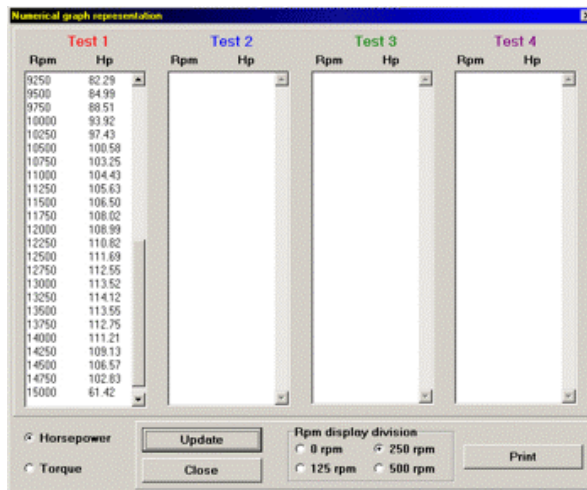 Numerical graph representation
Test 1 Test 2 Test 3 Test 4
Rpm Hp Rpm Hp Rpm Hp Rpm Hp
9250 82.29
9500 84.99
9750 88.51
10000 93.92
10250 97.43
10500 100.58
10750 103.25
11000 104.43
11250 105.63
11500 106.50
11750 108.02
12000 108.99
12250 110.82
12500 111.69
12750 112.55
13000 113.52
13250 114.12
13500 113.55
13750 112.75
14000 111.21
14250 109.13
14500 106.57
14750 102.83
15000 61.42
Horsepower
Torque
Update
Close
Rpm display division
0 rpm 250 rpm
125 rpm 500 rpm
Print